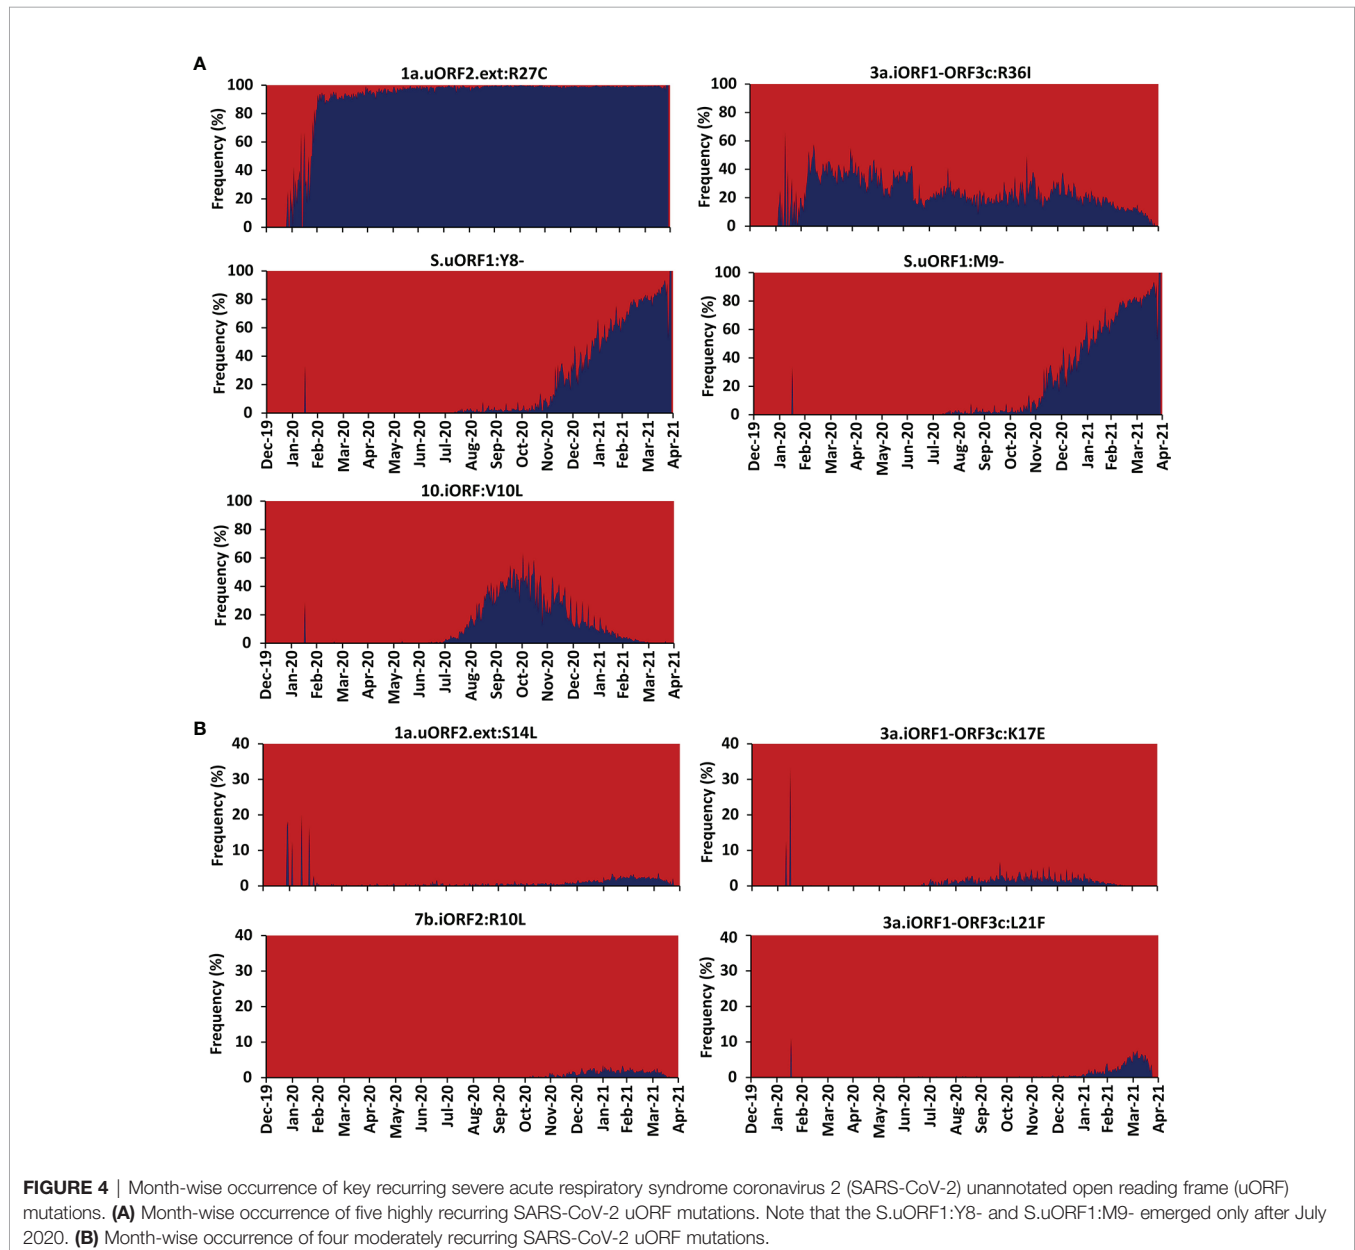 A
1a.uORF2.ext:R27C
Frequency (%)
100
80
60
40
20
0
3a.iORF1-ORF3c:R36I
Frequency (%)
100
80
60
40
20
0
S.uORF1:Y8-
Frequency (%)
100
80
60
40
20
0
Dec-19
Jan-20
Feb-20
Mar-20
Apr-20
May-20
Jun-20
Jul-20
Aug-20
Sep-20
Oct-20
Nov-20
Dec-20
Jan-21
Feb-21
Mar-21
Apr-21
S.uORF1:M9-
Frequency (%)
100
80
60
40
20
0
Dec-19
Jan-20
Feb-20
Mar-20
Apr-20
May-20
Jun-20
Jul-20
Aug-20
Sep-20
Oct-20
Nov-20
Dec-20
Jan-21
Feb-21
Mar-21
Apr-21
10.iORF:V10L
Frequency (%)
100
80
60
40
20
0
Dec-19
Jan-20
Feb-20
Mar-20
Apr-20
May-20
Jun-20
Jul-20
Aug-20
Sep-20
Oct-20
Nov-20
Dec-20
Jan-21
Feb-21
Mar-21
Apr-21
B
1a.uORF2.ext:S14L
Frequency (%)
40
30
20
10
0
3a.iORF1-ORF3c:K17E
Frequency (%)
40
30
20
10
0
7b.iORF2:R10L
Frequency (%)
40
30
20
10
0
Dec-19
Jan-20
Feb-20
Mar-20
Apr-20
May-20
Jun-20
Jul-20
Aug-20
Sep-20
Oct-20
Nov-20
Dec-20
Jan-21
Feb-21
Mar-21
Apr-21
3a.iORF1-ORF3c:L21F
Frequency (%)
40
30
20
10
0
Dec-19
Jan-20
Feb-20
Mar-20
Apr-20
May-20
Jun-20
Jul-20
Aug-20
Sep-20
Oct-20
Nov-20
Dec-20
Jan-21
Feb-21
Mar-21
Apr-21
FIGURE 4 | Month-wise occurrence of key recurring severe acute respiratory syndrome coronavirus 2 (SARS-CoV-2) unannotated open reading frame (uORF)
mutations. (A) Month-wise occurrence of five highly recurring SARS-CoV-2 uORF mutations. Note that the S.uORF1:Y8- and S.uORF1:M9- emerged only after July
2020. (B) Month-wise occurrence of four moderately recurring SARS-CoV-2 uORF mutations.